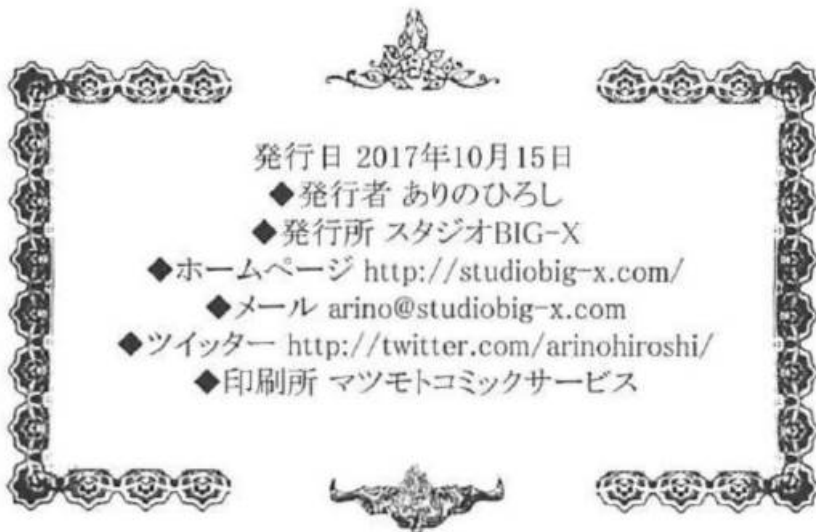 発行日 2017年10月15日
◆発行者 ありのひろし
◆発行所 スタジオBIG-X
◆ホームページ http://studiobig-x.com/
◆メール arino@studiobig-x.com
◆ツイッター http://twitter.com/arinohiroshi/
◆印刷所 マツモトコミックサービス